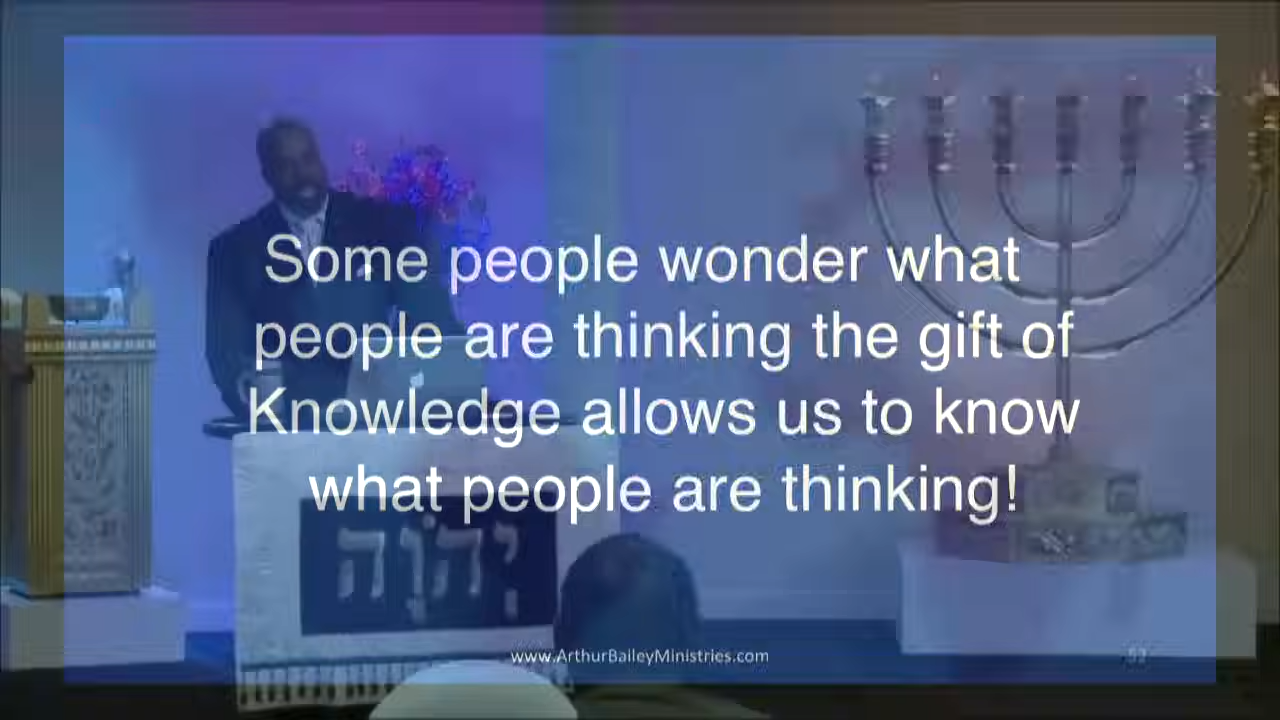 Some people wonder what
people are thinking the gift of
Knowledge allows us to know
what people are thinking!
יְהֹוָה
www.ArthurBaileyMinistries.com
53